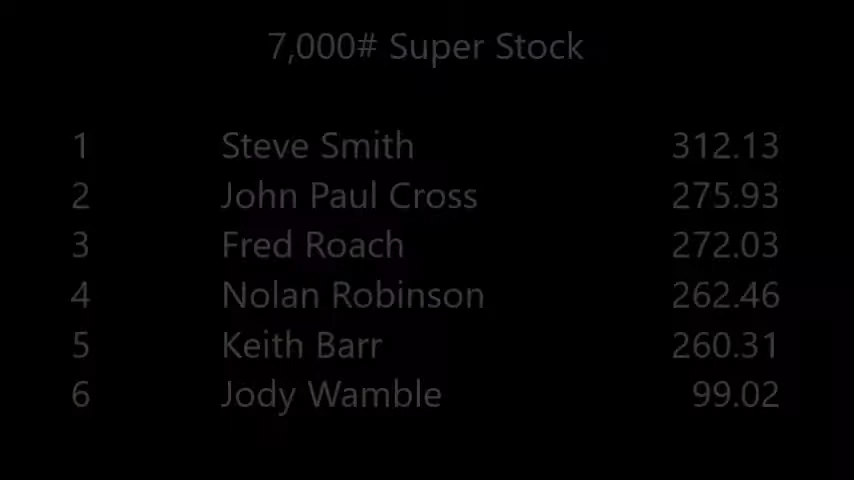 7,000# Super Stock
1 Steve Smith 312.13
2 John Paul Cross 275.93
3 Fred Roach 272.03
4 Nolan Robinson 262.46
5 Keith Barr 260.31
6 Jody Wamble 99.02